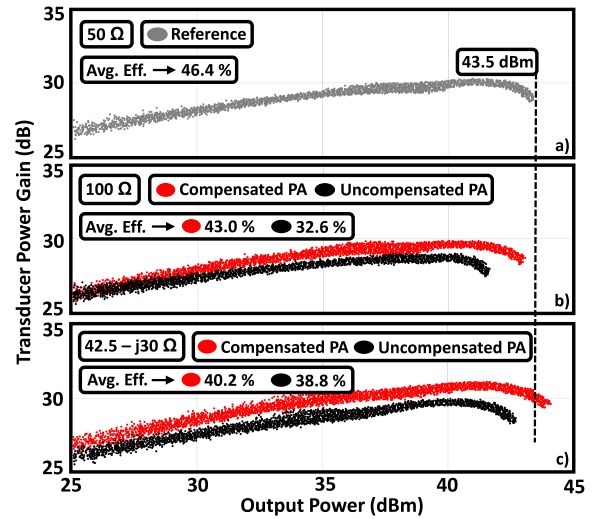 Transducer Power Gain (dB)
35
30
25
50 Ω
Reference
Avg. Eff. → 46.4 %
43.5 dBm
a)
35
30
25
100 Ω
Compensated PA
Uncompensated PA
Avg. Eff. → 43.0 % 32.6 %
b)
35
30
25
42.5 – j30 Ω
Compensated PA
Uncompensated PA
Avg. Eff. → 40.2 % 38.8 %
c)
25 30 35 40 45
Output Power (dBm)